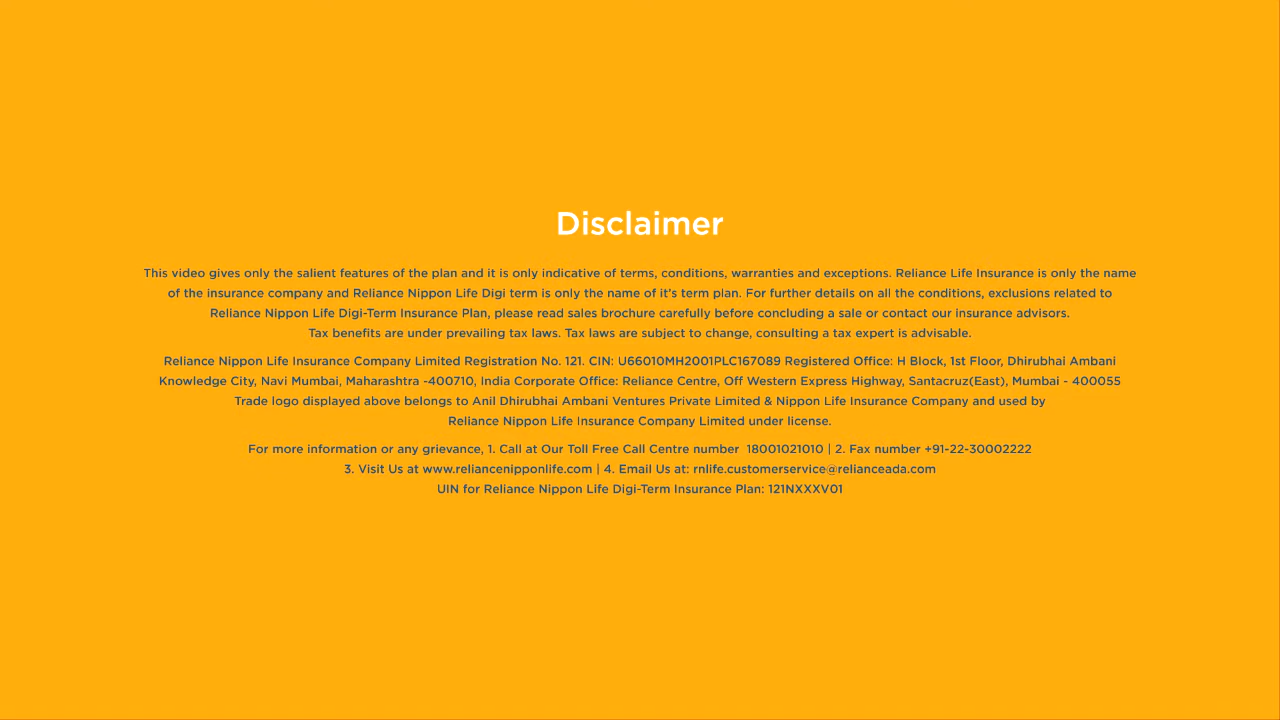 Disclaimer
This video gives only the salient features of the plan and it is only indicative of terms, conditions, warranties and exceptions. Reliance Life Insurance is only the name
of the insurance company and Reliance Nippon Life Digi term is only the name of it's term plan. For further details on all the conditions, exclusions related to
Reliance Nippon Life Digi-Term Insurance Plan, please read sales brochure carefully before concluding a sale or contact our insurance advisors.
Tax benefits are under prevailing tax laws. Tax laws are subject to change, consulting a tax expert is advisable.
Reliance Nippon Life Insurance Company Limited Registration No. 121. CIN: U66010MH2001PLC167089 Registered Office: H Block, 1st Floor, Dhirubhai Ambani
Knowledge City, Navi Mumbai, Maharashtra -400710, India Corporate Office: Reliance Centre, Off Western Express Highway, Santacruz(East), Mumbai - 400055
Trade logo displayed above belongs to Anil Dhirubhai Ambani Ventures Private Limited & Nippon Life Insurance Company and used by
Reliance Nippon Life Insurance Company Limited under license.
For more information or any grievance, 1. Call at Our Toll Free Call Centre number  18001021010 | 2. Fax number +91-22-30002222
3. Visit Us at www.reliancenipponlife.com | 4. Email Us at: rnlife.customerservice@relianceada.com
UIN for Reliance Nippon Life Digi-Term Insurance Plan: 121NXXXV01